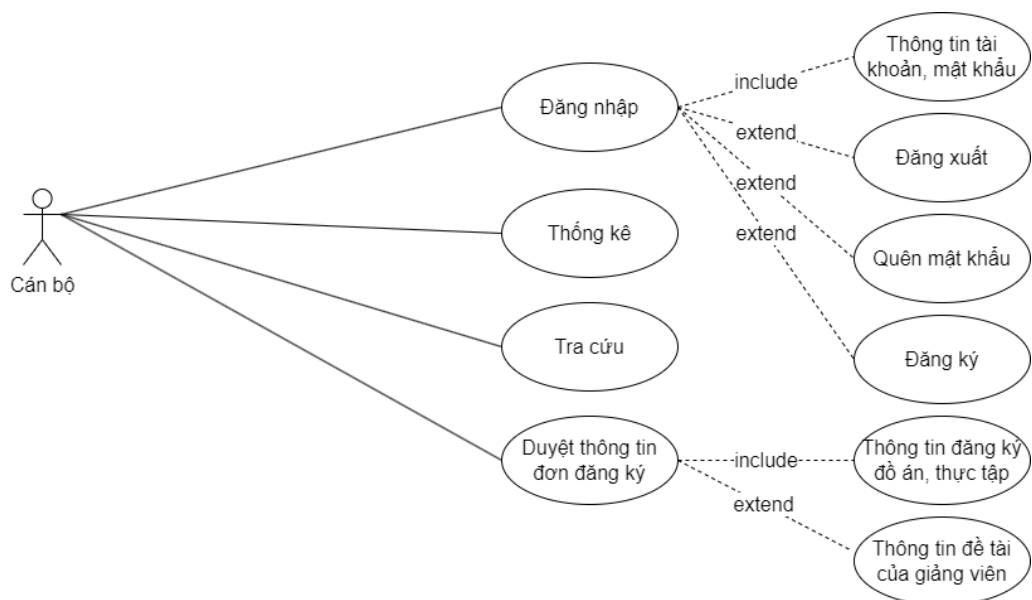 Thông tin tài
khoản, mật khẩu
include
Đăng nhập
extend
Đăng xuất
extend
Quên mật khẩu
extend
Thống kê
Cán bộ
Tra cứu
Đăng ký
Duyệt thông tin
đơn đăng ký
include
Thông tin đăng ký
đồ án, thực tập
extend
Thông tin đề tài
của giảng viên